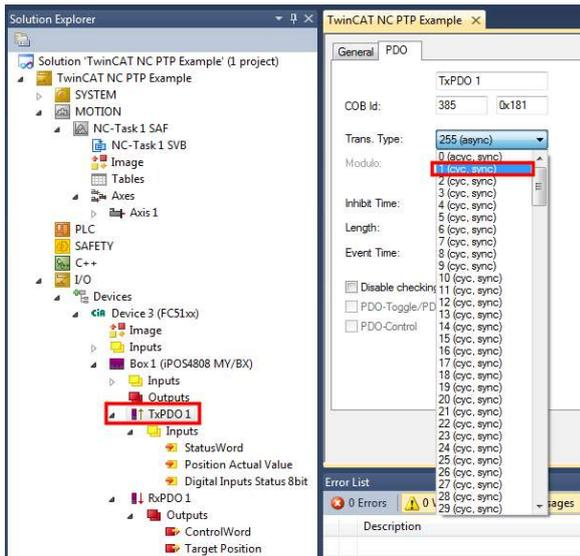 Solution Explorer
Solution 'TwinCAT NC PTP Example' (1 project)
TwinCAT NC PTP Example
SYSTEM
MOTION
NC-Task 1 SAF
NC-Task 1 SVB
Image
Tables
Axes
Axis 1
PLC
SAFETY
C++
I/O
Devices
CiA Device 3 (FC51xx)
Image
Inputs
Box 1 (iPOS4808 MY/BX)
Inputs
Outputs
TxPDO 1
Inputs
StatusWord
Position Actual Value
Digital Inputs Status 8bit
RxPDO 1
Outputs
ControlWord
Target Position
TwinCAT NC PTP Example
General PDO
TxPDO 1
COB Id: 385 0x181
Trans. Type: 255 (async)
Modulo:
Inhibit Time:
Length:
Event Time:
Disable checking
PDO-Toggle/PD
PDO-Control
0 (acyc, sync)
1 (cyc, sync)
2 (cyc, sync)
3 (cyc, sync)
4 (cyc, sync)
5 (cyc, sync)
6 (cyc, sync)
7 (cyc, sync)
8 (cyc, sync)
9 (cyc, sync)
10 (cyc, sync)
11 (cyc, sync)
12 (cyc, sync)
13 (cyc, sync)
14 (cyc, sync)
15 (cyc, sync)
16 (cyc, sync)
17 (cyc, sync)
18 (cyc, sync)
19 (cyc, sync)
20 (cyc, sync)
21 (cyc, sync)
22 (cyc, sync)
23 (cyc, sync)
24 (cyc, sync)
25 (cyc, sync)
26 (cyc, sync)
27 (cyc, sync)
28 (cyc, sync)
29 (cyc, sync)
Error List
0 Errors 0 sages
Description